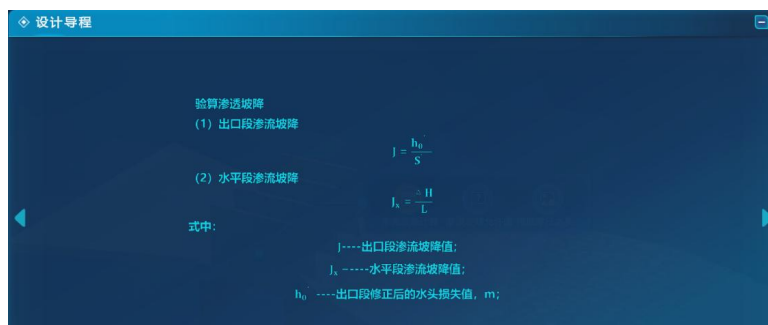 设计导程
验算渗透坡降
(1) 出口段渗流坡降
J = h₀' / S
(2) 水平段渗流坡降
Jₓ = △H / L
式中:
J----出口段渗流坡降值;
Jₓ -----水平段渗流坡降值;
h₀' ----出口段修正后的水头损失值, m;